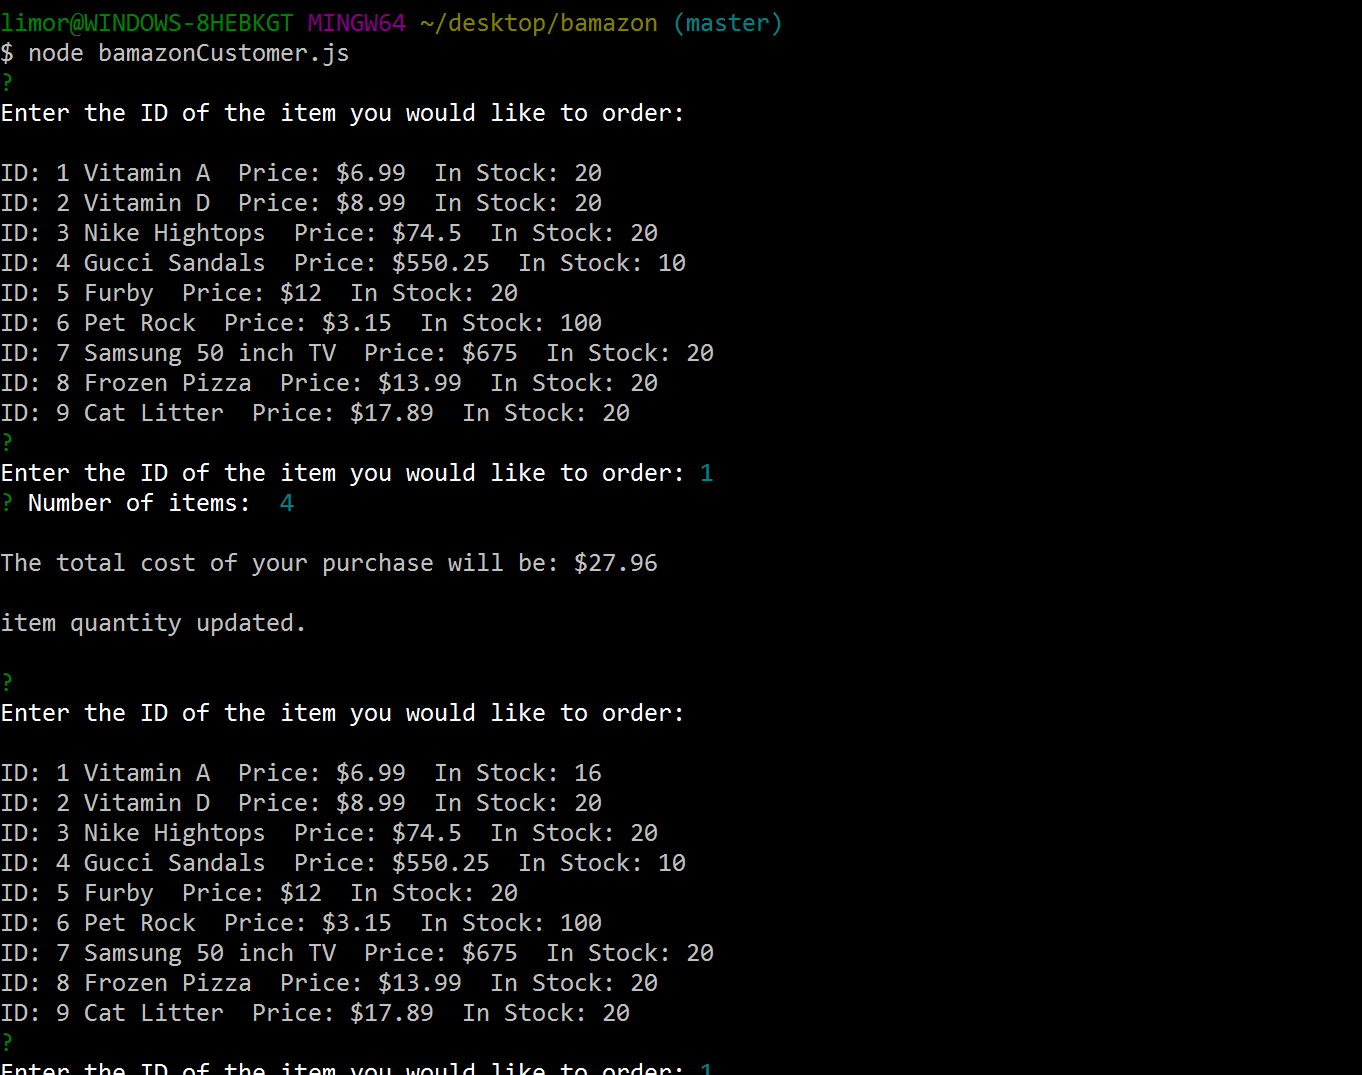 limor@WINDOWS-8HEBKGT MINGW64 ~/desktop/bamazon (master)
$ node bamazonCustomer.js
?
Enter the ID of the item you would like to order:
ID: 1 Vitamin A  Price: $6.99  In Stock: 20
ID: 2 Vitamin D  Price: $8.99  In Stock: 20
ID: 3 Nike Hightops  Price: $74.5  In Stock: 20
ID: 4 Gucci Sandals  Price: $550.25  In Stock: 10
ID: 5 Furby  Price: $12  In Stock: 20
ID: 6 Pet Rock  Price: $3.15  In Stock: 100
ID: 7 Samsung 50 inch TV  Price: $675  In Stock: 20
ID: 8 Frozen Pizza  Price: $13.99  In Stock: 20
ID: 9 Cat Litter  Price: $17.89  In Stock: 20
?
Enter the ID of the item you would like to order: 1
? Number of items:  4
The total cost of your purchase will be: $27.96
item quantity updated.
?
Enter the ID of the item you would like to order:
ID: 1 Vitamin A  Price: $6.99  In Stock: 16
ID: 2 Vitamin D  Price: $8.99  In Stock: 20
ID: 3 Nike Hightops  Price: $74.5  In Stock: 20
ID: 4 Gucci Sandals  Price: $550.25  In Stock: 10
ID: 5 Furby  Price: $12  In Stock: 20
ID: 6 Pet Rock  Price: $3.15  In Stock: 100
ID: 7 Samsung 50 inch TV  Price: $675  In Stock: 20
ID: 8 Frozen Pizza  Price: $13.99  In Stock: 20
ID: 9 Cat Litter  Price: $17.89  In Stock: 20
?
Enter the ID of the item you would like to order: 1